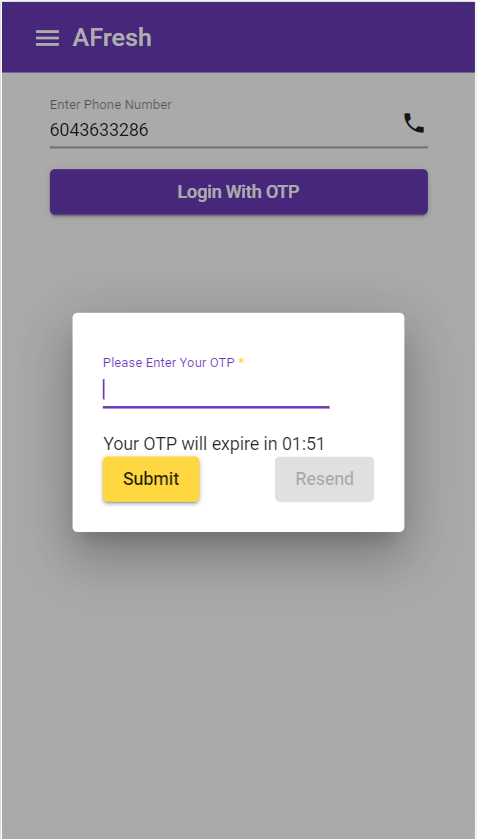 AFresh
Enter Phone Number
6043633286
Login With OTP
Please Enter Your OTP *
Your OTP will expire in 01:51
Submit Resend